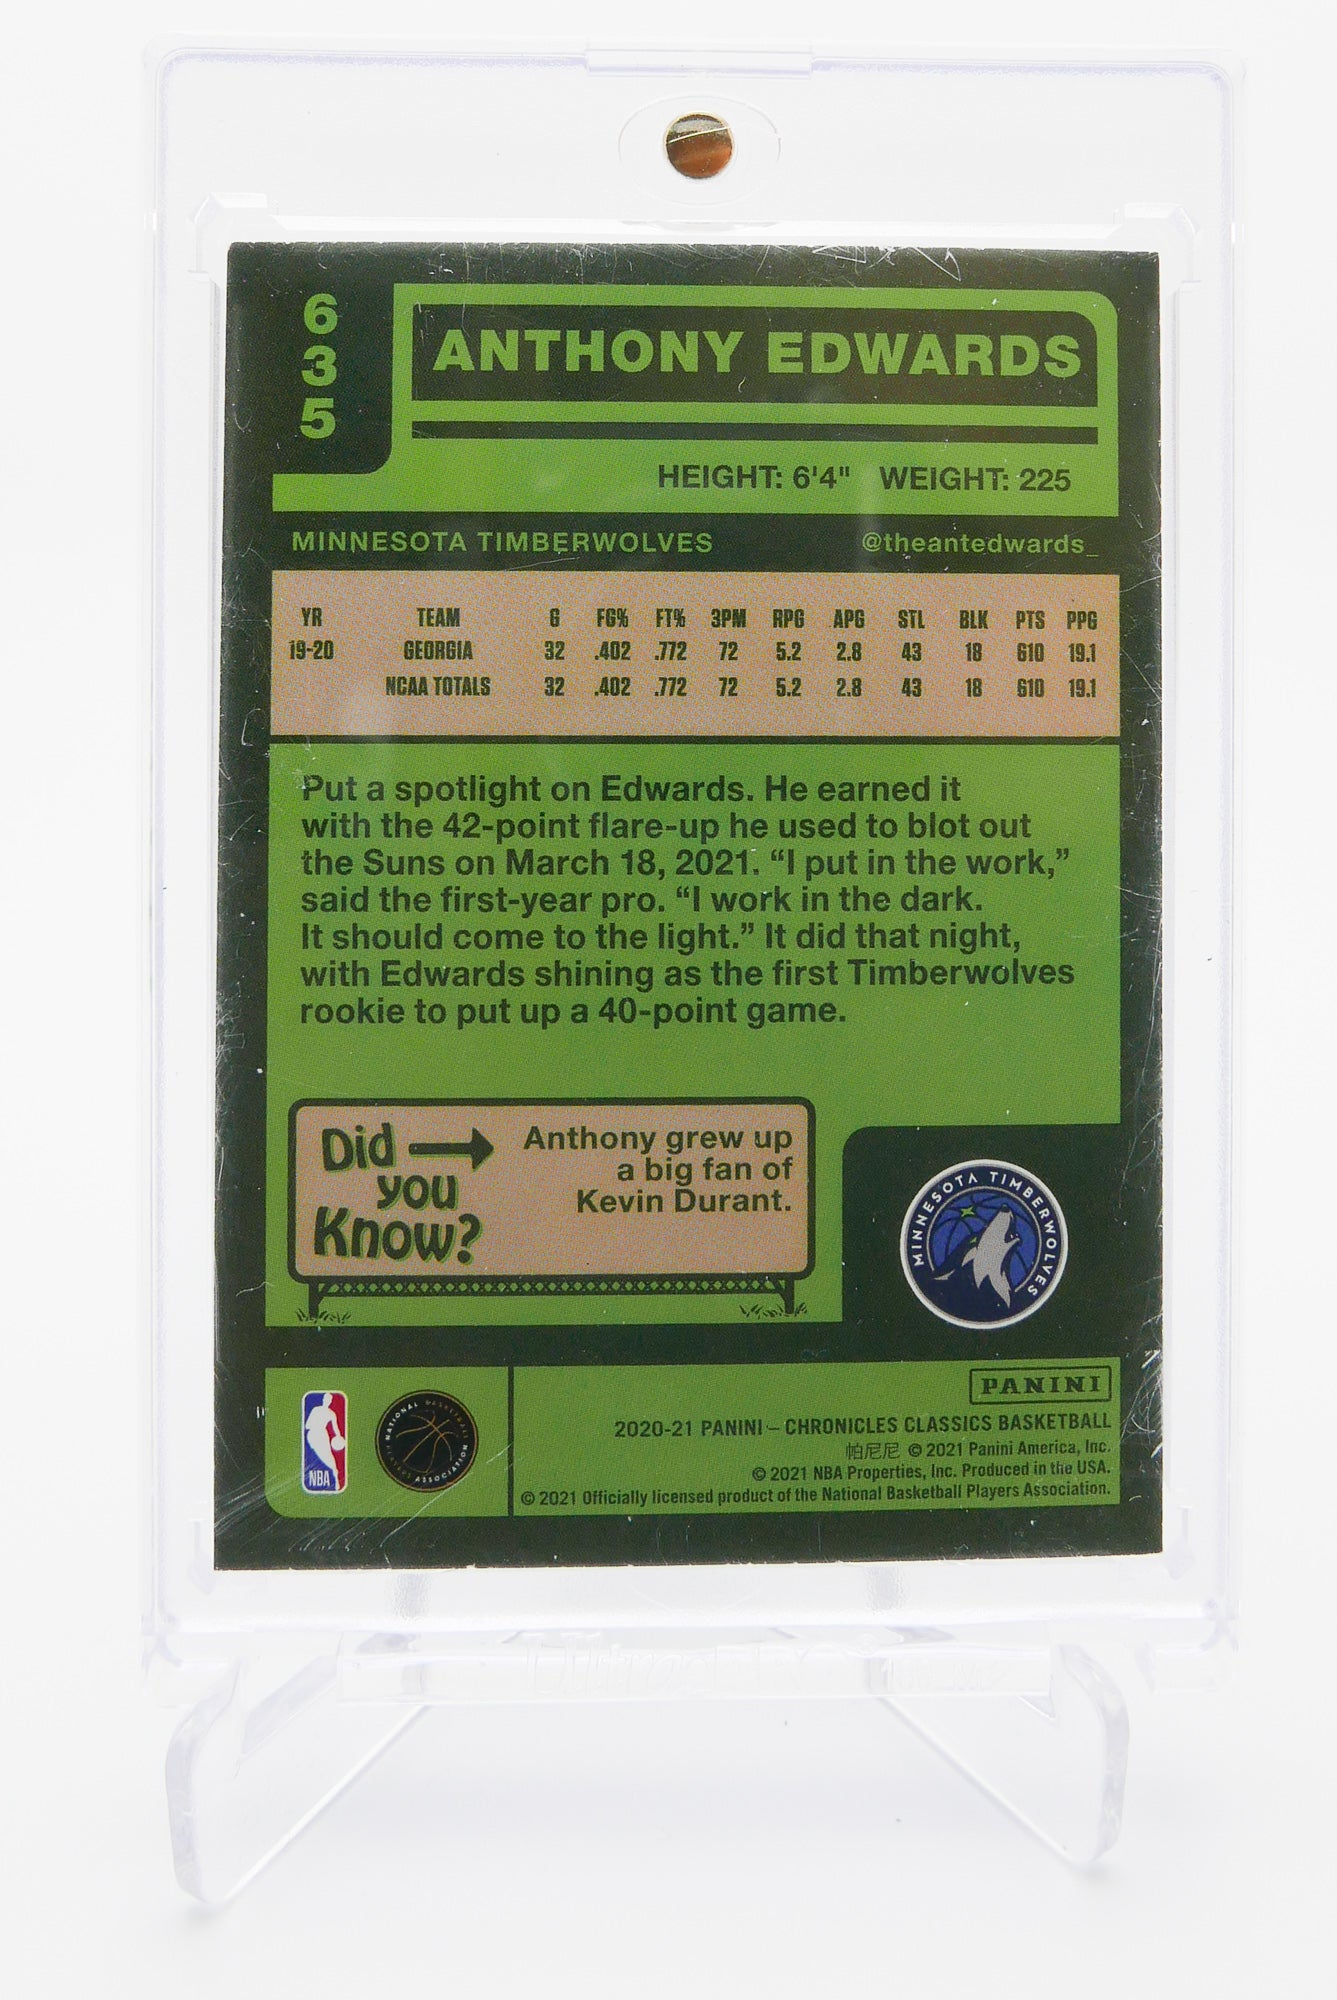 6
3
5
ANTHONY EDWARDS
HEIGHT: 6'4" WEIGHT: 225
MINNESOTA TIMBERWOLVES @theantedwards_
YR TEAM G FG% FT% 3PM RPG APG STL BLK PTS PPG
19-20 GEORGIA 32 .402 .772 72 5.2 2.8 43 18 610 19.1
NCAA TOTALS 32 .402 .772 72 5.2 2.8 43 18 610 19.1
Put a spotlight on Edwards. He earned it
with the 42-point flare-up he used to blot out
the Suns on March 18, 2021. “I put in the work,”
said the first-year pro. “I work in the dark.
It should come to the light.” It did that night,
with Edwards shining as the first Timberwolves
rookie to put up a 40-point game.
Did
you
Know?
Anthony grew up
a big fan of
Kevin Durant.
MINNESOTA TIMBERWOLVES
NBA
NATIONAL BASKETBALL
PLAYERS ASSOCIATION
PANINI
2020-21 PANINI – CHRONICLES CLASSICS BASKETBALL
帕尼尼 © 2021 Panini America, Inc.
© 2021 NBA Properties, Inc. Produced in the USA.
© 2021 Officially licensed product of the National Basketball Players Association.